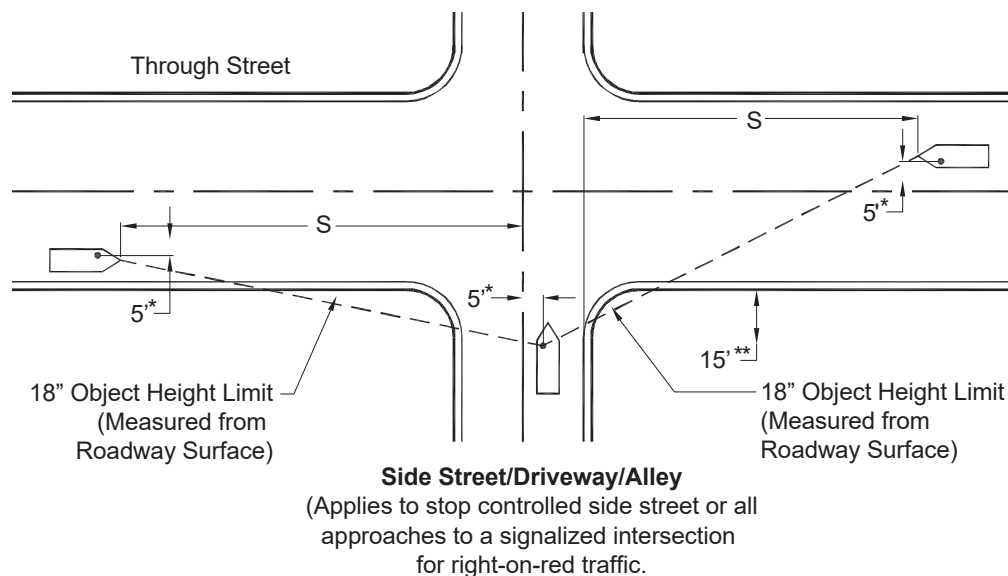 Through Street
S
5'*
S
5'*
5'*
15' **
18” Object Height Limit
(Measured from
Roadway Surface)
18” Object Height Limit
(Measured from
Roadway Surface)
Side Street/Driveway/Alley
(Applies to stop controlled side street or all
approaches to a signalized intersection
for right-on-red traffic.